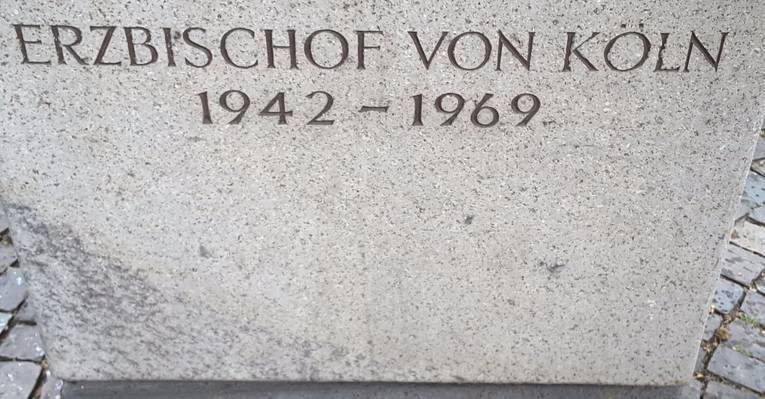 ERZBISCHOF VON KÖLN
1942 – 1969